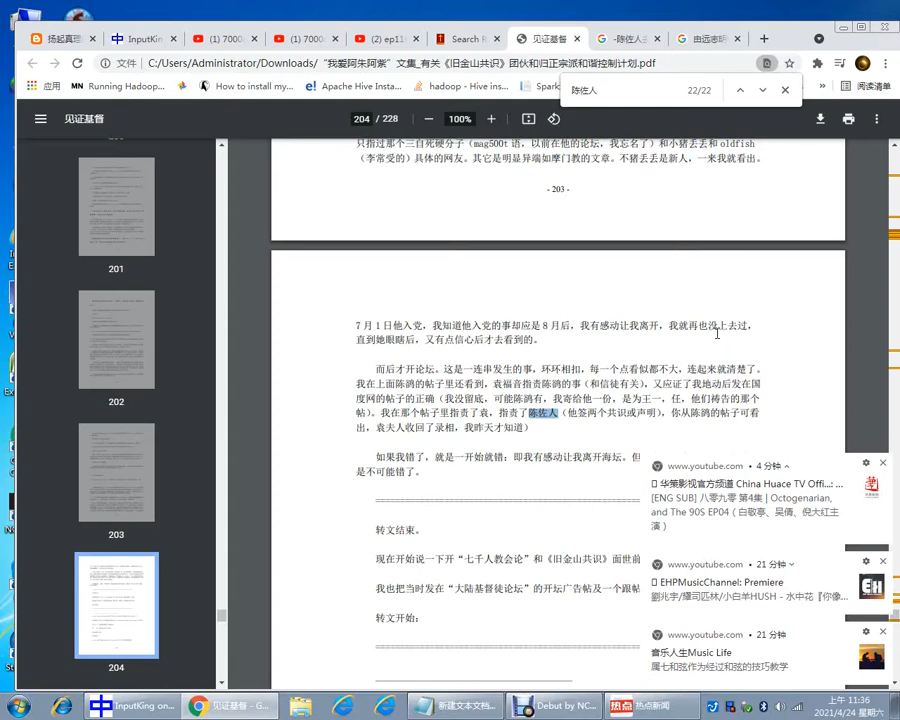 扬起真理
InputKin
(1) 7000.
(1) 7000.
(2) ep11
Search R
见证基督
-陈佐人
由远志明
文件 C:/Users/Administrator/Downloads/ “我爱阿朱阿紫”文集_有关《旧金山共识》团伙和归正宗派和谐控制计划.pdf
应用
MN Running Hadoop...
How to install my...
e! Apache Hive Insta...
hadoop - Hive ins...
Spark
»
阅读清单
陈佐人
22/22
见证基督
204 / 228
100%
201
202
203
204
只指过那个三自死硬分子（mag500t 语，以前在他的论坛，我忘名了）和小猪丢丢和 oldfish
（李常受的）具体的网友。其它是明显异端如摩门教的文章。不猪丢丢是新人，一来我就看出。
- 203 -
7 月 1 日他入党，我知道他入党的事却应是 8 月后，我有感动让我离开，我就再也没上去过，
直到她眼瞎后，又有点信心后才去看到的。
而后才开论坛。这是一连串发生的事，环环相扣，每一个点看似都不大，连起来就清楚了。
我在上面陈鸽的帖子里还看到，袁福音指责陈鸽的事（和信徒有关），又应证了我地动后发在国
度网的帖子的正确（我没留底，可能陈鸽有，我寄给他一份，是为王一，任，他们祷告的那个
帖）。我在那个帖子里指责了袁，指责了陈佐人（他签两个共识或声明），你从陈鸽的帖子可看
出，袁夫人收回了录相，我昨天才知道）
如果我错了，就是一开始就错：即我有感动让我离开海坛。但
是不可能错了。
转文结束。
现在开始说一下开“七千人教会论”和《旧金山共识》面世前
我也把当时发在“大陆基督徒论坛”的开坛广告帖及一个跟帖
转文开始：
www.youtube.com • 4 分钟
华策影视官方频道 China Huace TV Offi... :
[ENG SUB] 八零九零 第4集 | Octogenarian,
and The 90S EP04（白敬亭、吴倩、倪大红主
演 ）
www.youtube.com • 21 分钟
EHPMusicChannel: Premiere
劉兆宇/耀司匹林/小白羊HUSH - 水中花『你像...
www.youtube.com • 21 分钟
音乐人生Music Life
属七和弦作为经过和弦的技巧教学
InputKing on...
见证基督 - G...
新建文本文档...
Debut by NC...
热点新闻
上午 11:36
2021/4/24 星期六